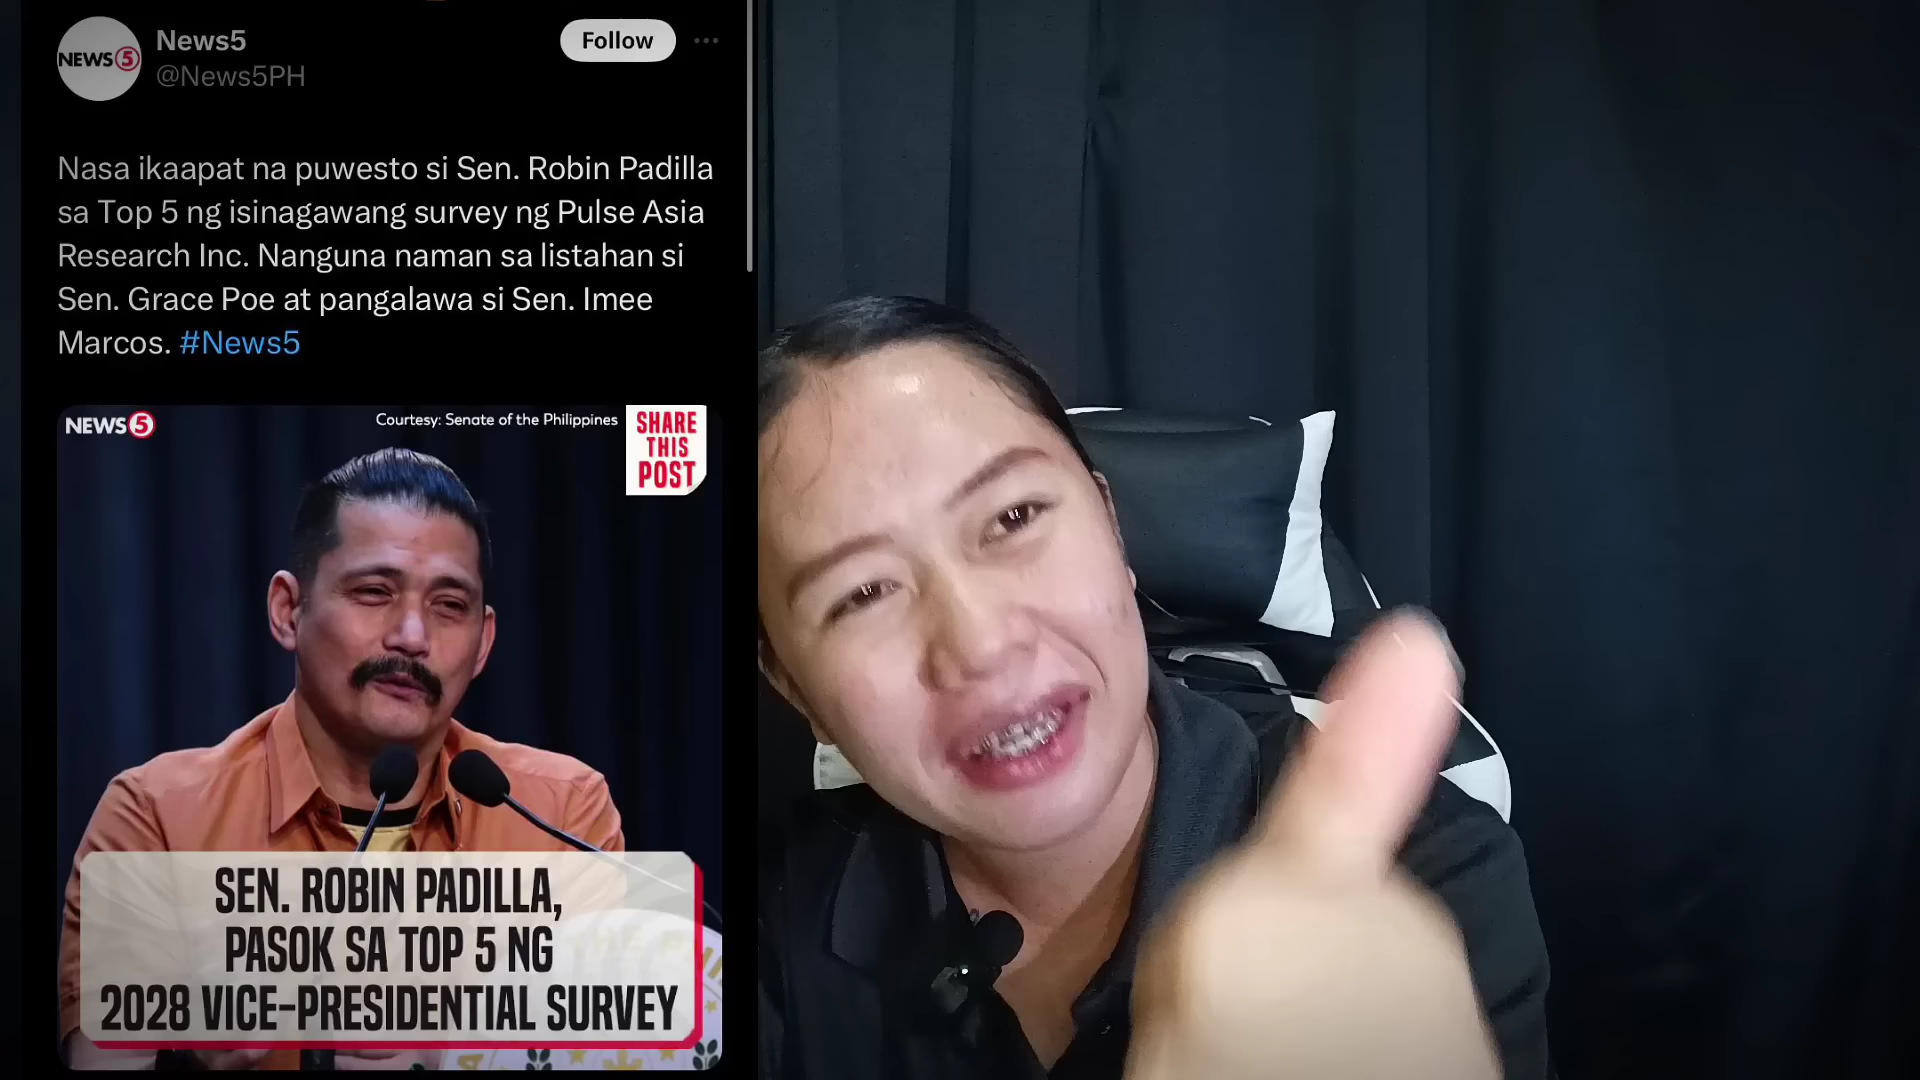 NEWS5
News5
@News5PH
Follow
Nasa ikaapat na puwesto si Sen. Robin Padilla
sa Top 5 ng isinagawang survey ng Pulse Asia
Research Inc. Nanguna naman sa listahan si
Sen. Grace Poe at pangalawa si Sen. Imee
Marcos. #News5
NEWS5
Courtesy: Senate of the Philippines
SHARE
THIS
POST
SEN. ROBIN PADILLA,
PASOK SA TOP 5 NG
2028 VICE-PRESIDENTIAL SURVEY